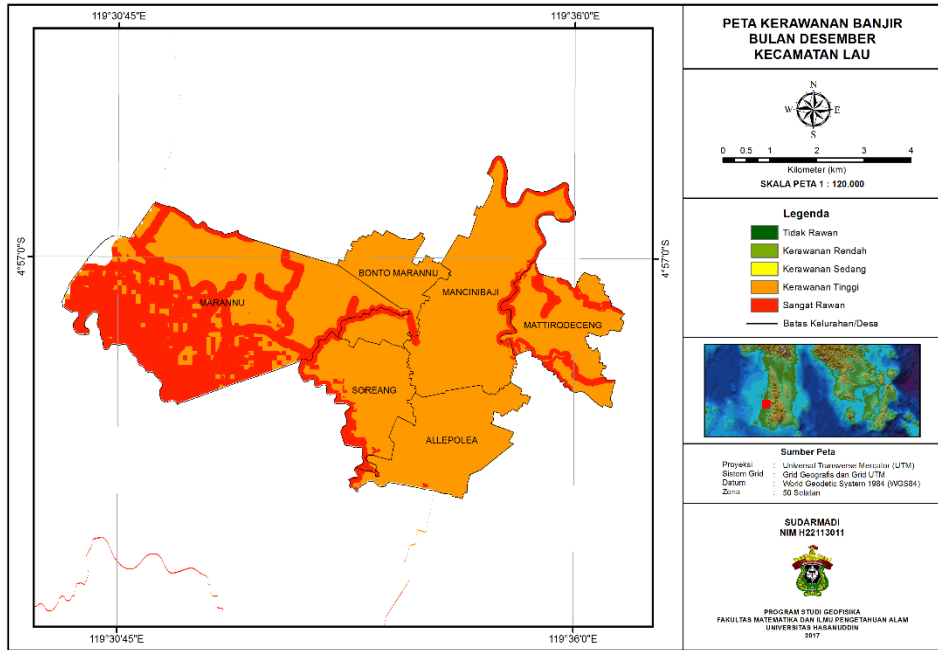 119°30'45"E
119°36'0"E
4°57'0"S
4°57'0"S
BONTO MARANNU
MANCINIBAJI
MARANNU
MATTIRODECENG
SOREANG
ALLEPOLEA
119°30'45"E
119°36'0"E
PETA KERAWANAN BANJIR
BULAN DESEMBER
KECAMATAN LAU
N
W E
S
0 0.5 1 2 3 4
Kilometer (km)
SKALA PETA 1 : 120.000
Legenda
Tidak Rawan
Kerawanan Rendah
Kerawanan Sedang
Kerawanan Tinggi
Sangat Rawan
Batas Kelurahan/Desa
Sumber Peta
Proyeksi : Universal Transverse Mercator (UTM)
Sistem Grid : Grid Geografis dan Grid UTM
Datum : World Geodetic System 1984 (WGS84)
Zona : 50 Selatan
SUDARMADI
NIM H22113011
PROGRAM STUDI GEOFISIKA
FAKULTAS MATEMATIKA DAN ILMU PENGETAHUAN ALAM
UNIVERSITAS HASANUDDIN
2017